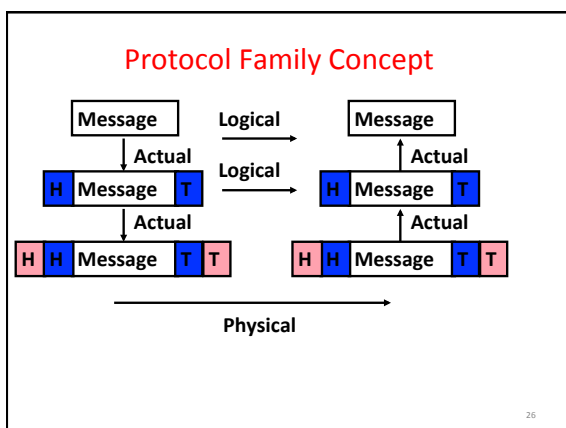 Protocol Family Concept
Message Logical Message
Actual Logical Actual
H Message T H Message T
Actual Actual
H H Message T T H H Message T T
Physical
26